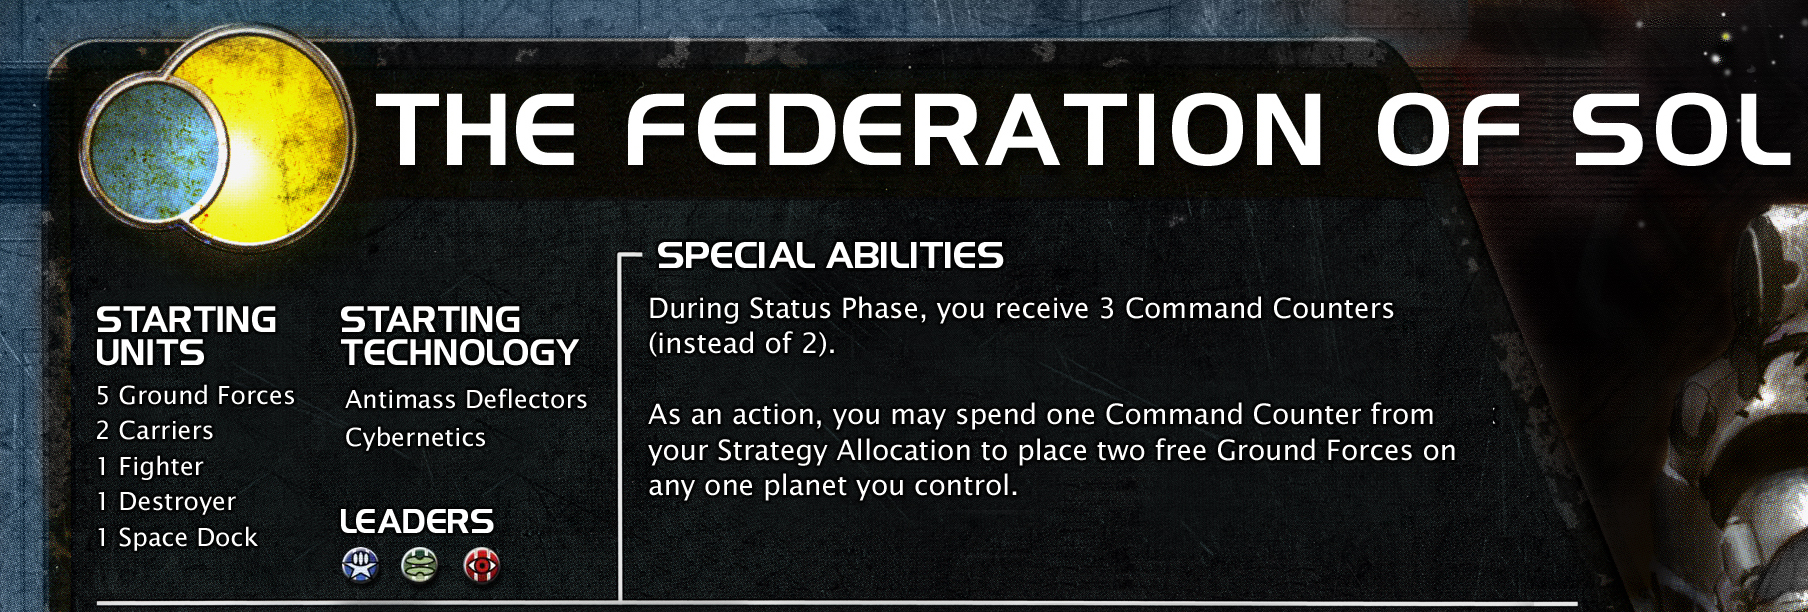 THE FEDERATION OF SOL
STARTING
UNITS
5 Ground Forces
2 Carriers
1 Fighter
1 Destroyer
1 Space Dock
STARTING
TECHNOLOGY
Antimass Deflectors
Cybernetics
LEADERS
SPECIAL ABILITIES
During Status Phase, you receive 3 Command Counters
(instead of 2).
As an action, you may spend one Command Counter from
your Strategy Allocation to place two free Ground Forces on
any one planet you control.